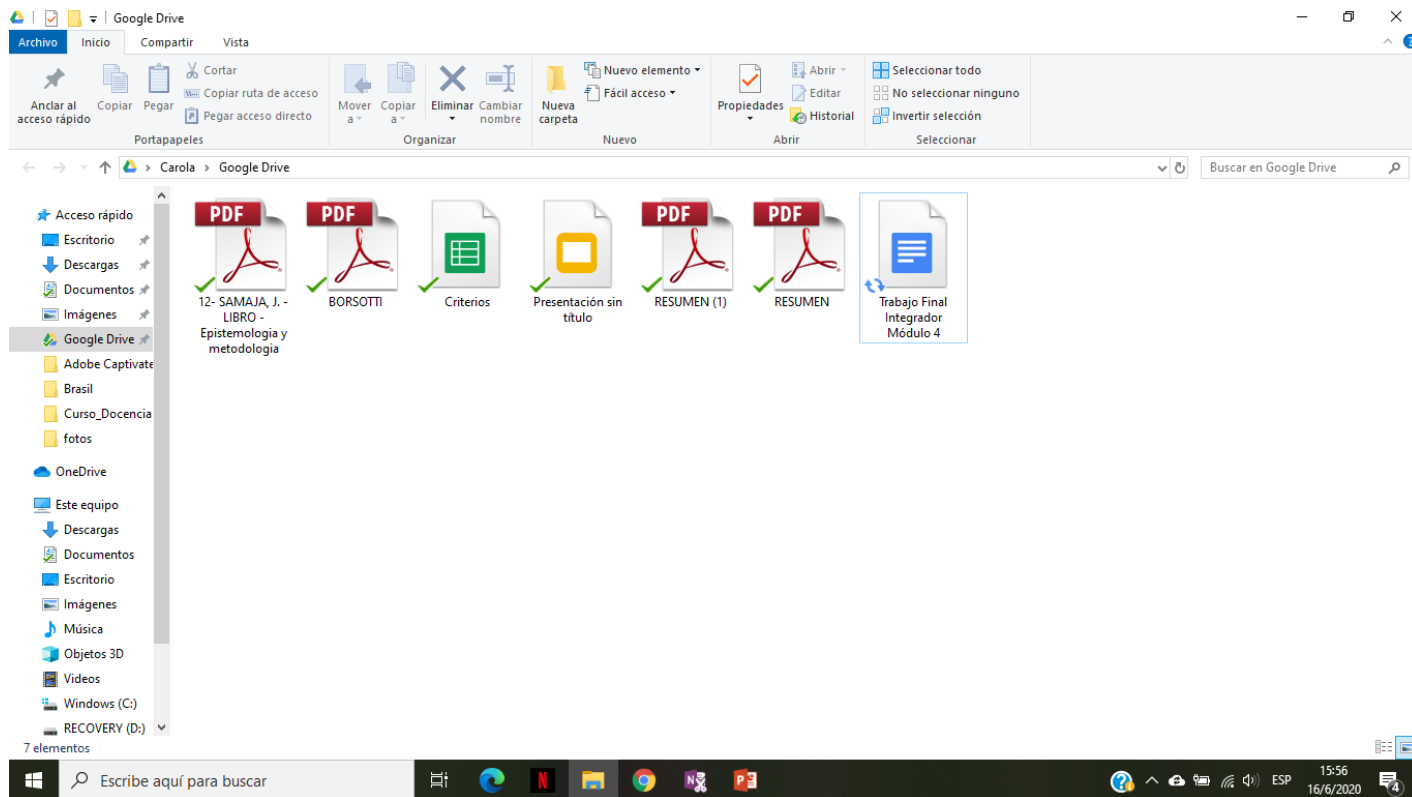 Google Drive
Archivo Inicio Compartir Vista
Anclar al acceso rápido
Copiar
Pegar
Cortar
Copiar ruta de acceso
Pegar acceso directo
Portapapeles
Mover a
Copiar a
Eliminar
Cambiar nombre
Organizar
Nueva carpeta
Nuevo elemento
Fácil acceso
Nuevo
Propiedades
Abrir
Editar
Historial
Abrir
Seleccionar todo
No seleccionar ninguno
Invertir selección
Seleccionar
Carola > Google Drive
Buscar en Google Drive
Acceso rápido
Escritorio
Descargas
Documentos
Imágenes
Google Drive
Adobe Captivate
Brasil
Curso_Docencia
fotos
OneDrive
Este equipo
Descargas
Documentos
Escritorio
Imágenes
Música
Objetos 3D
Videos
Windows (C:)
RECOVERY (D:)
PDF
12- SAMAJA, J. -
LIBRO -
Epistemologia y
metodologia
PDF
BORSOTTI
Criterios
Presentación sin
título
PDF
RESUMEN (1)
PDF
RESUMEN
Trabajo Final
Integrador
Módulo 4
7 elementos
Escribe aquí para buscar
N
N
P
ESP
15:56
16/6/2020
4